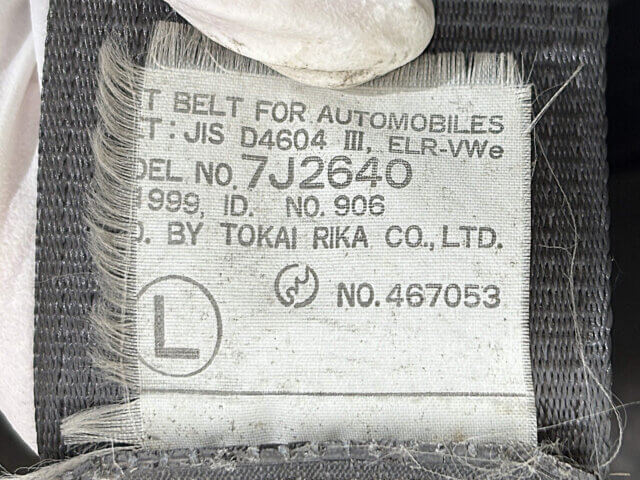 T BELT FOR AUTOMOBILES
T: JIS D4604 III, ELR-VWe
DEL NO. 7J2640
1999, ID. NO. 906
D. BY TOKAI RIKA CO., LTD.
NO. 467053
L